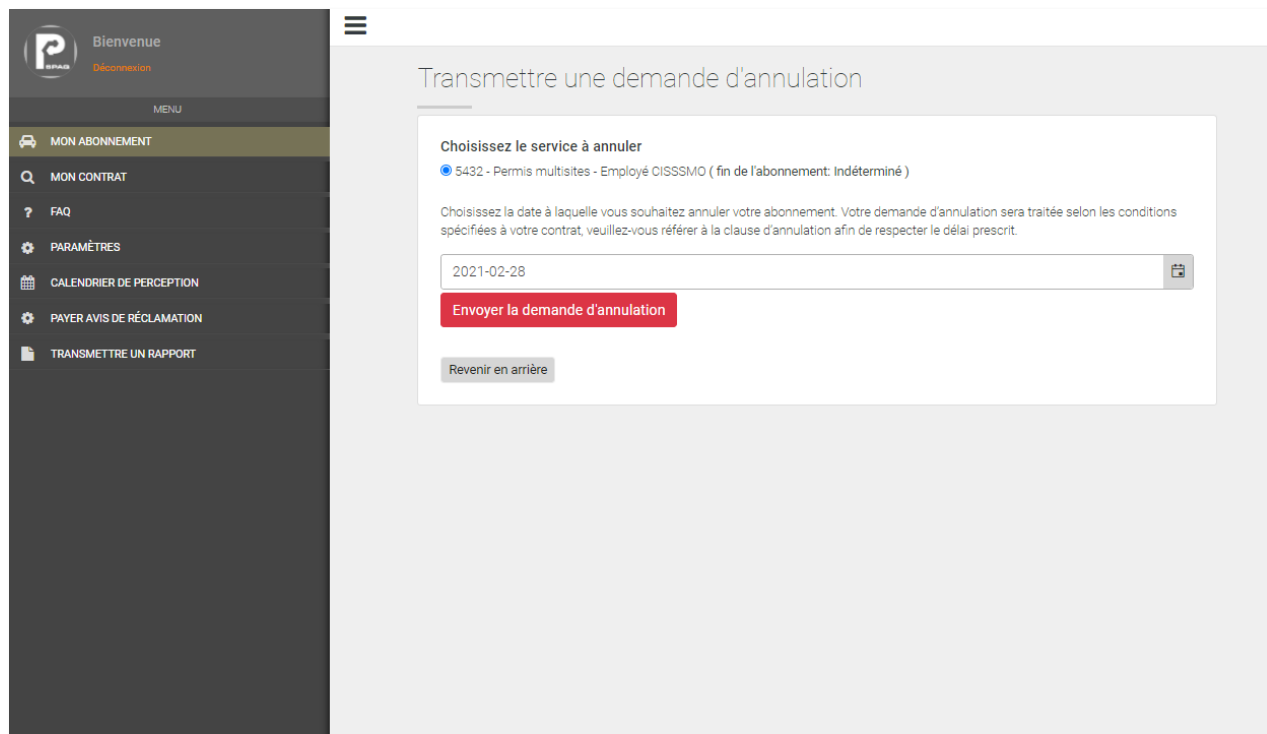 SPAQ
Bienvenue
Déconnexion
MENU
MON ABONNEMENT
MON CONTRAT
FAQ
PARAMÈTRES
CALENDRIER DE PERCEPTION
PAYER AVIS DE RÉCLAMATION
TRANSMETTRE UN RAPPORT
Transmettre une demande d'annulation
Choisissez le service à annuler
5432 - Permis multisites - Employé CISSSMO ( fin de l'abonnement: Indéterminé )
Choisissez la date à laquelle vous souhaitez annuler votre abonnement. Votre demande d'annulation sera traitée selon les conditions
spécifiées à votre contrat, veuillez-vous référer à la clause d'annulation afin de respecter le délai prescrit.
2021-02-28
Envoyer la demande d'annulation
Revenir en arrière